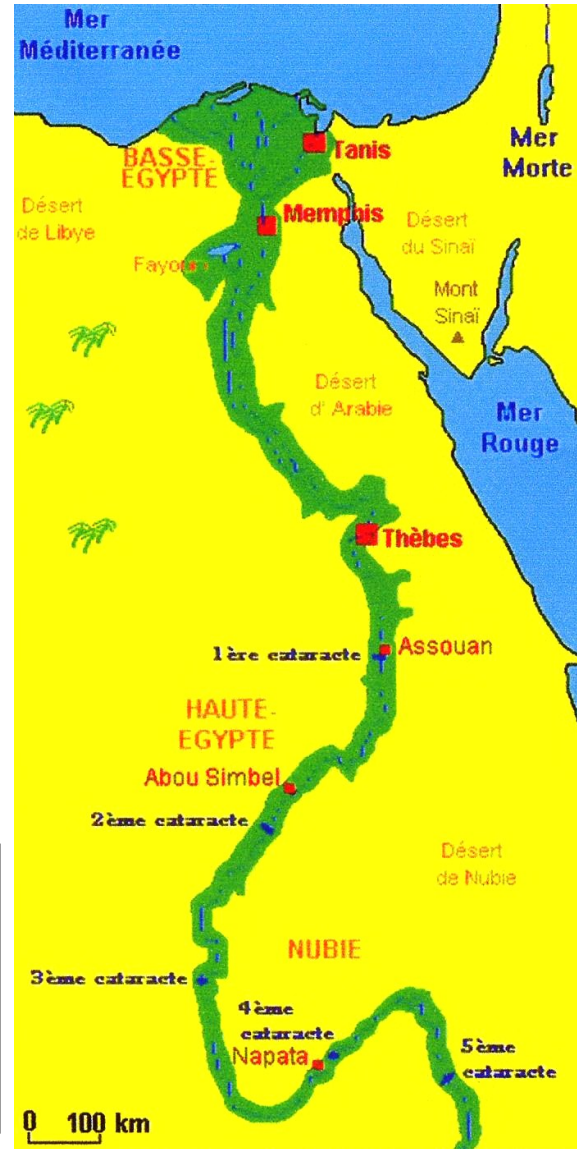 Mer
Méditerranée
Mer
Morte
Tanis
BASSE-
EGYPTE
Désert
de Libye
Memphis
Désert
du Sinaï
Fayoum
Mont
Sinaï
Désert
d' Arabie
Mer
Rouge
Thèbes
1ère cataracte
Assouan
HAUTE-
EGYPTE
Abou Simbel
2ème cataracte
Désert
de Nubie
NUBIE
3ème cataracte
4ème
cataracte
Napata
5ème
cataracte
0 100 km